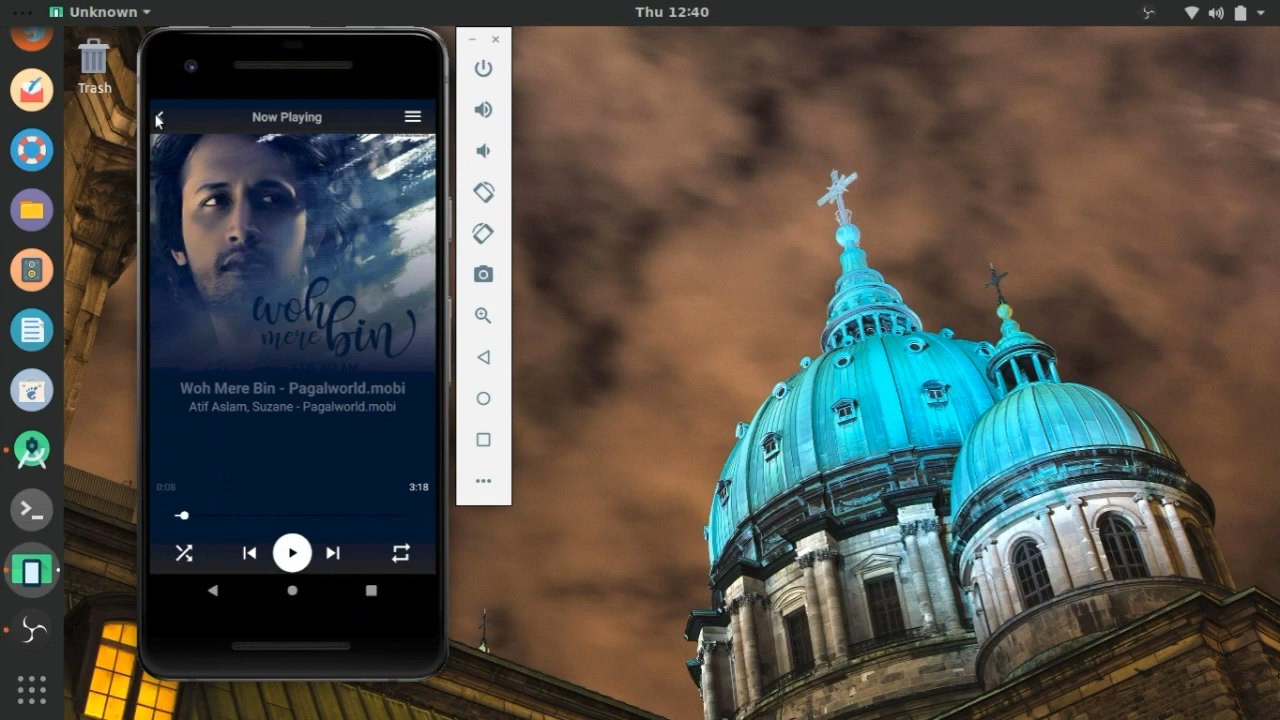 Unknown
Thu 12:40
Trash
Now Playing
woh
mere bin
Woh Mere Bin - Pagalworld.mobi
Atif Aslam, Suzane - Pagalworld.mobi
0:08
3:18